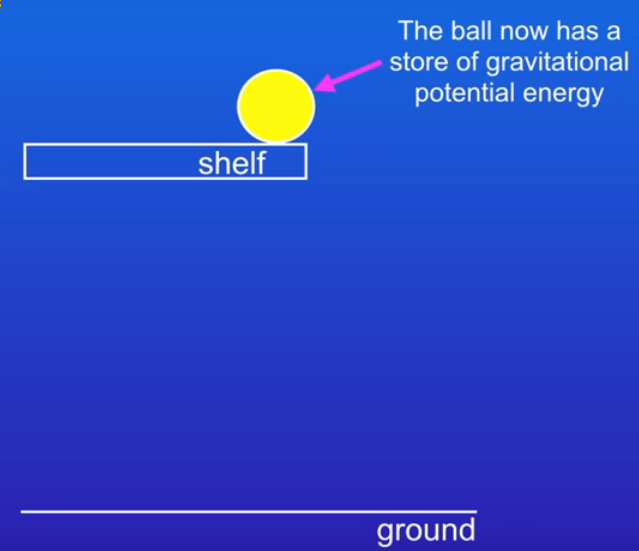 The ball now has a
store of gravitational
potential energy
shelf
ground